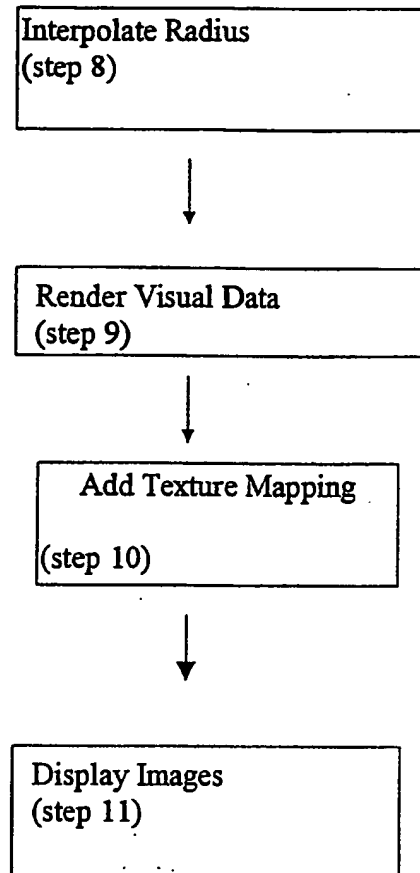 Interpolate Radius
(step 8)
Render Visual Data
(step 9)
Add Texture Mapping
(step 10)
Display Images
(step 11)